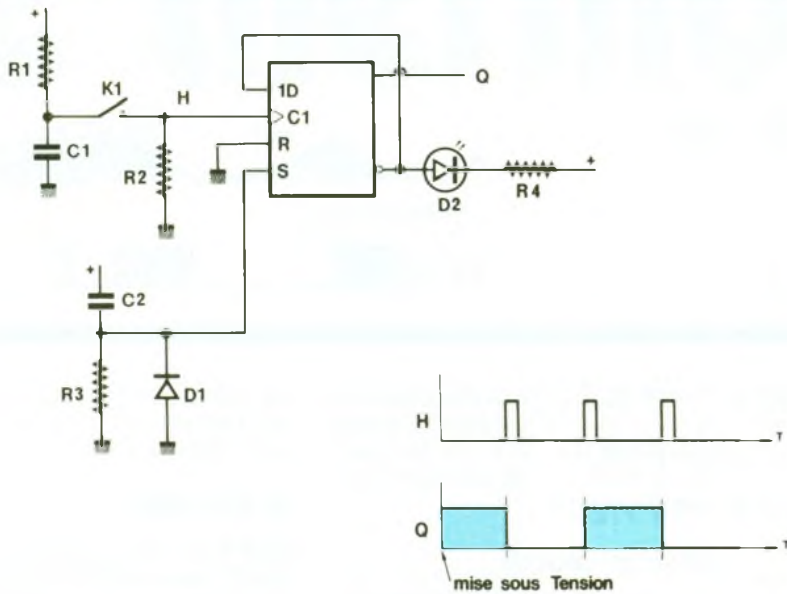 +
R1
K1
H
C1
R2
1D
C1
R
S
Q
D2
R4
+
+
C2
R3
D1
H
T
Q
T
mise sous Tension